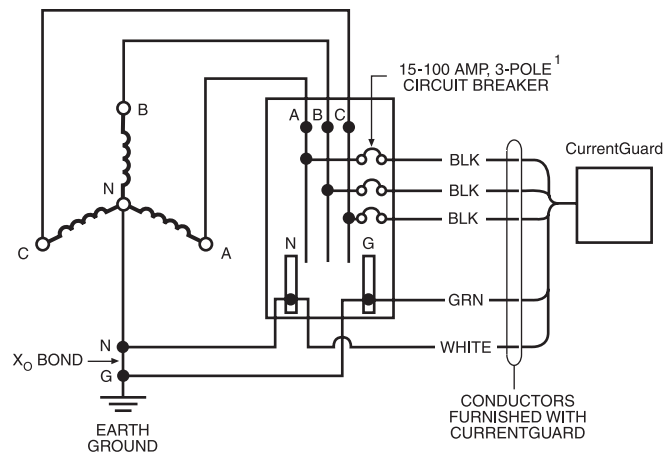 15-100 AMP, 3-POLE1
CIRCUIT BREAKER
A B C
B
CurrentGuard
BLK
BLK
BLK
N
C
A
N
G
GRN
N
WHITE
XO BOND
G
EARTH
GROUND
CONDUCTORS
FURNISHED WITH
CURRENTGUARD